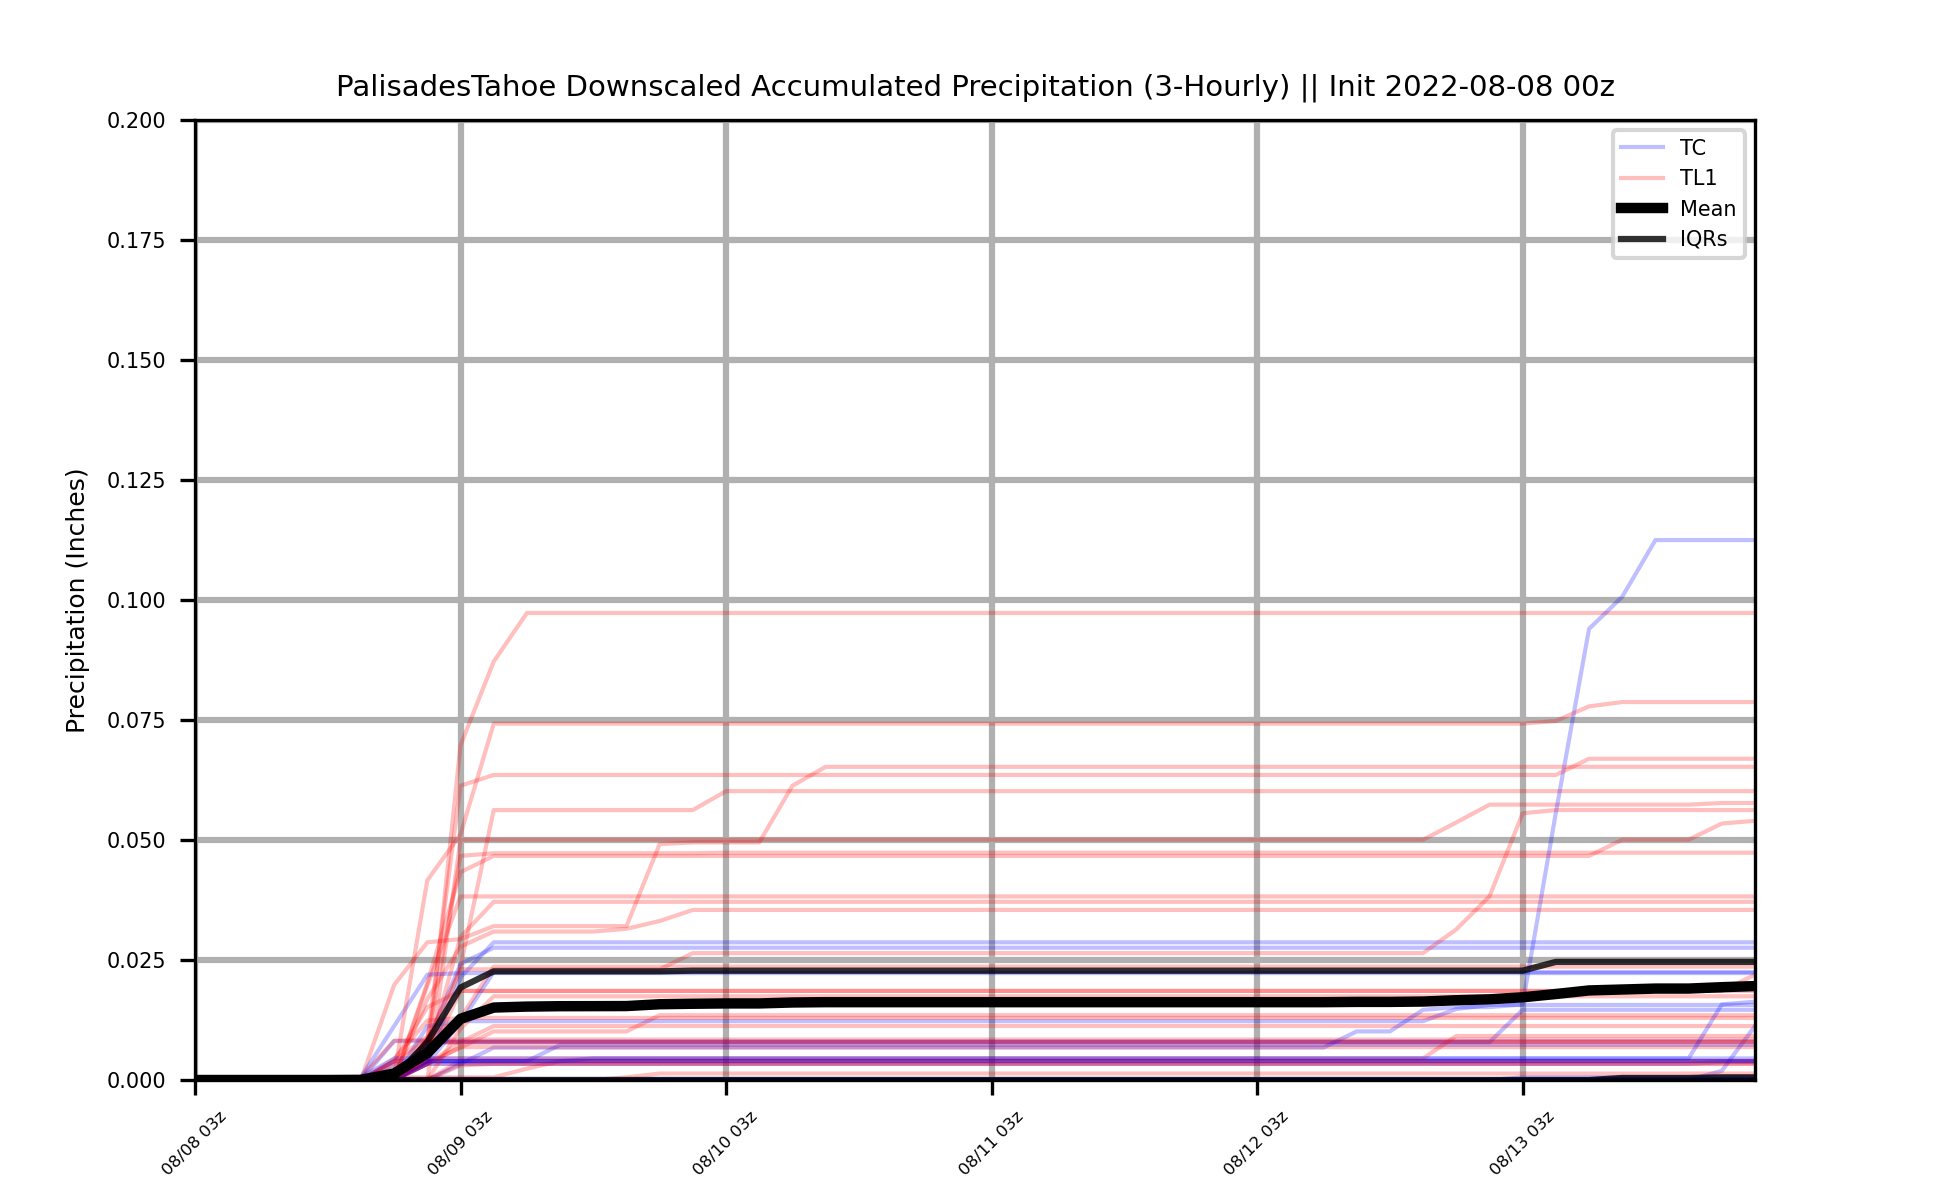 PalisadesTahoe Downscaled Accumulated Precipitation (3-Hourly) || Init 2022-08-08 00z
0.200
0.175
0.150
0.125
0.100
0.075
0.050
0.025
0.000
Precipitation (Inches)
TC
TL1
Mean
IQRs
08/08 03z
08/09 03z
08/10 03z
08/11 03z
08/12 03z
08/13 03z